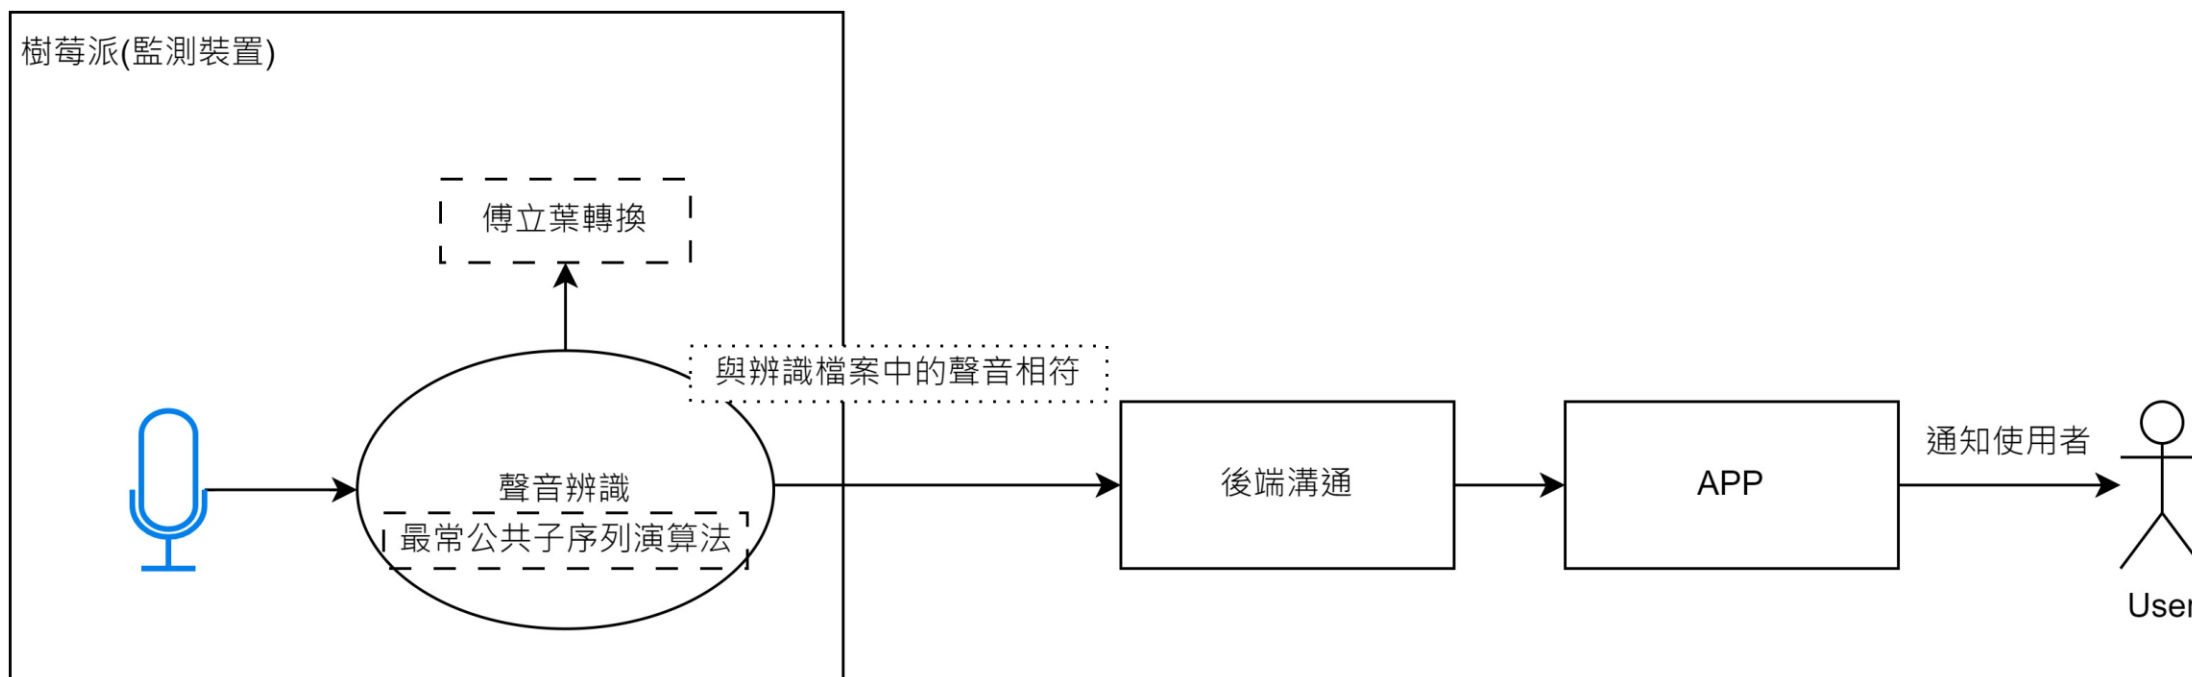 樹莓派(監測裝置)
傅立葉轉換
與辨識檔案中的聲音相符
聲音辨識
最常公共子序列演算法
後端溝通
APP
通知使用者
User